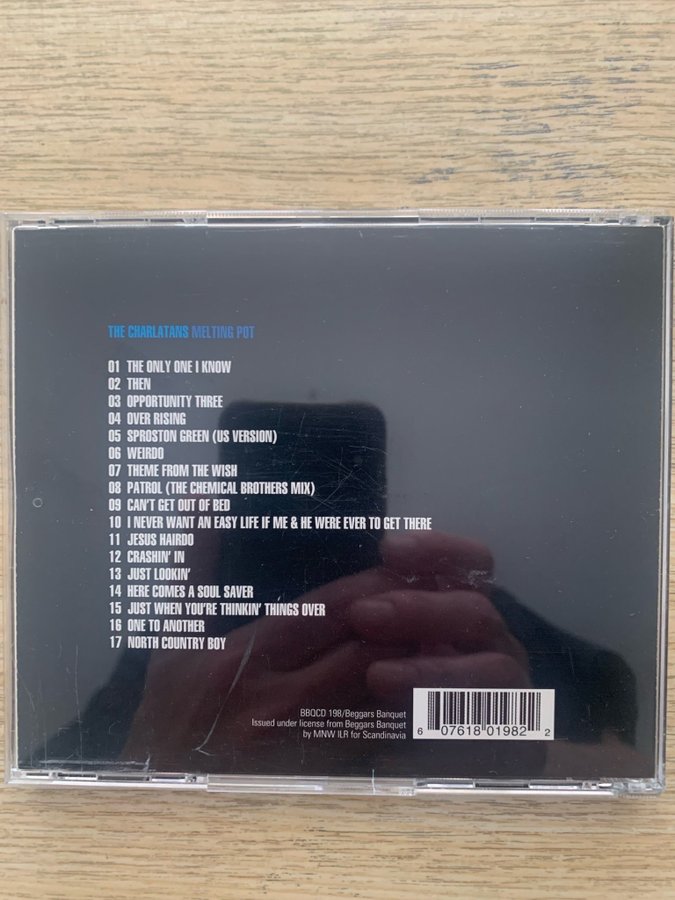 THE CHARLATANS MELTING POT
01 THE ONLY ONE I KNOW
02 THEN
03 OPPORTUNITY THREE
04 OVER RISING
05 SPROSTON GREEN (US VERSION)
06 WEIRDO
07 THEME FROM THE WISH
08 PATROL (THE CHEMICAL BROTHERS MIX)
09 CAN'T GET OUT OF BED
10 I NEVER WANT AN EASY LIFE IF ME & HE WERE EVER TO GET THERE
11 JESUS HAIRDO
12 CRASHIN' IN
13 JUST LOOKIN'
14 HERE COMES A SOUL SAVER
15 JUST WHEN YOU'RE THINKIN' THINGS OVER
16 ONE TO ANOTHER
17 NORTH COUNTRY BOY
BBQCD 198/Beggars Banquet
Issued under license from Beggars Banquet
by MNW ILR for Scandinavia
6 07618 01982 2